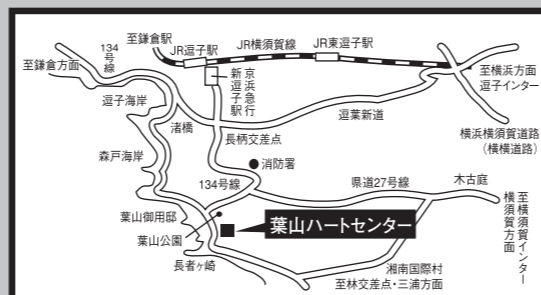 至鎌倉駅
JR逗子駅
JR横須賀線
JR東逗子駅
134号線
至鎌倉方面
京浜急行
新逗子駅
至横浜方面
逗子インター
逗子海岸
渚橋
逗葉新道
長柄交差点
横浜横須賀道路
(横横道路)
森戸海岸
消防署
134号線
県道27号線
木古庭
至横須賀インター
横須賀方面
葉山御用邸
葉山公園
葉山ハートセンター
長者ヶ崎
湘南国際村
至林交差点・三浦方面